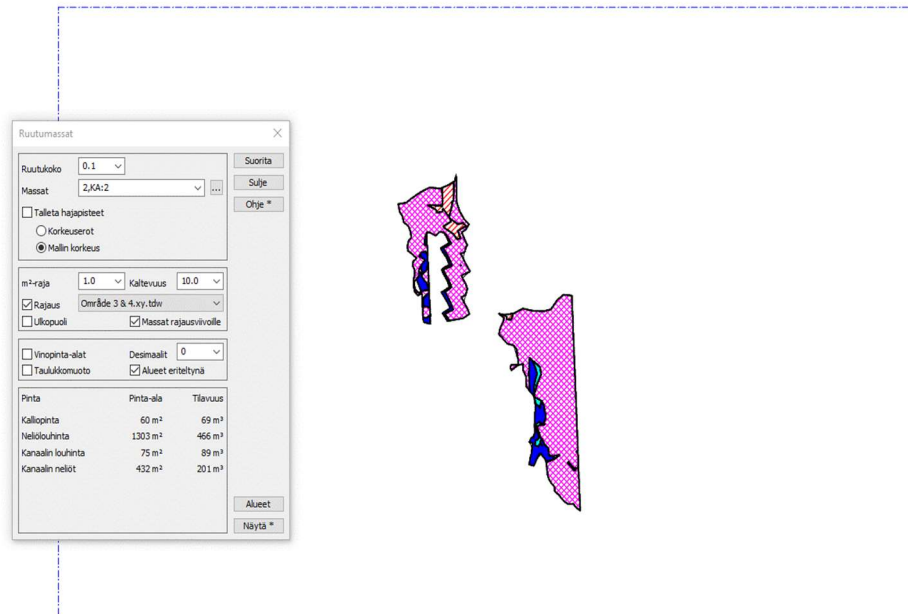 Ruutumassat
Ruutukoko 0.1 Suorita
Massat 2,KA:2 ... Sulje
Talleta hajapisteet Ohje *
Korkeuserot
Mallin korkeus
m²-raja 1.0 Kaltevuus 10.0
Rajaus Område 3 & 4.xy.tdw
Ulkopuoli Massat rajausviivoille
Vinopinta-alat Desimaalit 0
Taulukkomuoto Alueet eriteltynä
Pinta Pinta-ala Tilavuus
Kalliopinta 60 m² 69 m³
Neliölouhinta 1303 m² 466 m³
Kanaalin louhinta 75 m² 89 m³
Kanaalin neliöt 432 m² 201 m³
Alueet
Näytä *